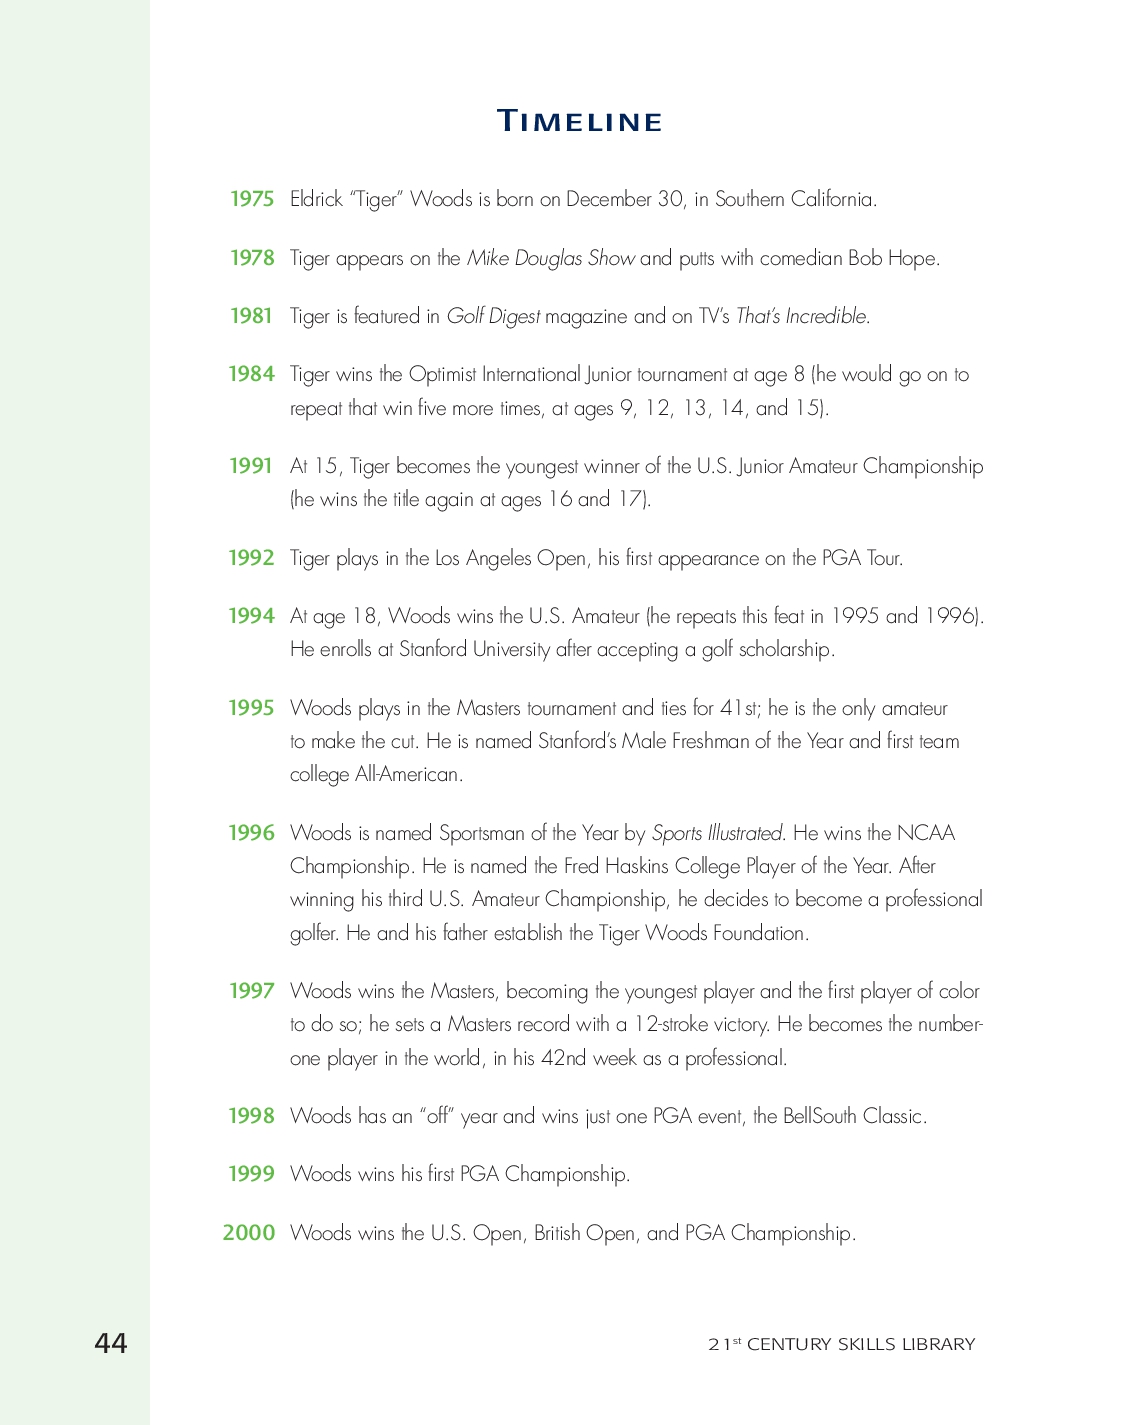 TIMELINE
1975 Eldrick “Tiger” Woods is born on December 30, in Southern California.
1978 Tiger appears on the Mike Douglas Show and putts with comedian Bob Hope.
1981 Tiger is featured in Golf Digest magazine and on TV’s That’s Incredible.
1984 Tiger wins the Optimist International Junior tournament at age 8 (he would go on to
repeat that win five more times, at ages 9, 12, 13, 14, and 15).
1991 At 15, Tiger becomes the youngest winner of the U.S. Junior Amateur Championship
(he wins the title again at ages 16 and 17).
1992 Tiger plays in the Los Angeles Open, his first appearance on the PGA Tour.
1994 At age 18, Woods wins the U.S. Amateur (he repeats this feat in 1995 and 1996).
He enrolls at Stanford University after accepting a golf scholarship.
1995 Woods plays in the Masters tournament and ties for 41st; he is the only amateur
to make the cut. He is named Stanford’s Male Freshman of the Year and first team
college All-American.
1996 Woods is named Sportsman of the Year by Sports Illustrated. He wins the NCAA
Championship. He is named the Fred Haskins College Player of the Year. After
winning his third U.S. Amateur Championship, he decides to become a professional
golfer. He and his father establish the Tiger Woods Foundation.
1997 Woods wins the Masters, becoming the youngest player and the first player of color
to do so; he sets a Masters record with a 12-stroke victory. He becomes the number-
one player in the world, in his 42nd week as a professional.
1998 Woods has an “off” year and wins just one PGA event, the BellSouth Classic.
1999 Woods wins his first PGA Championship.
2000 Woods wins the U.S. Open, British Open, and PGA Championship.
44
21st CENTURY SKILLS LIBRARY